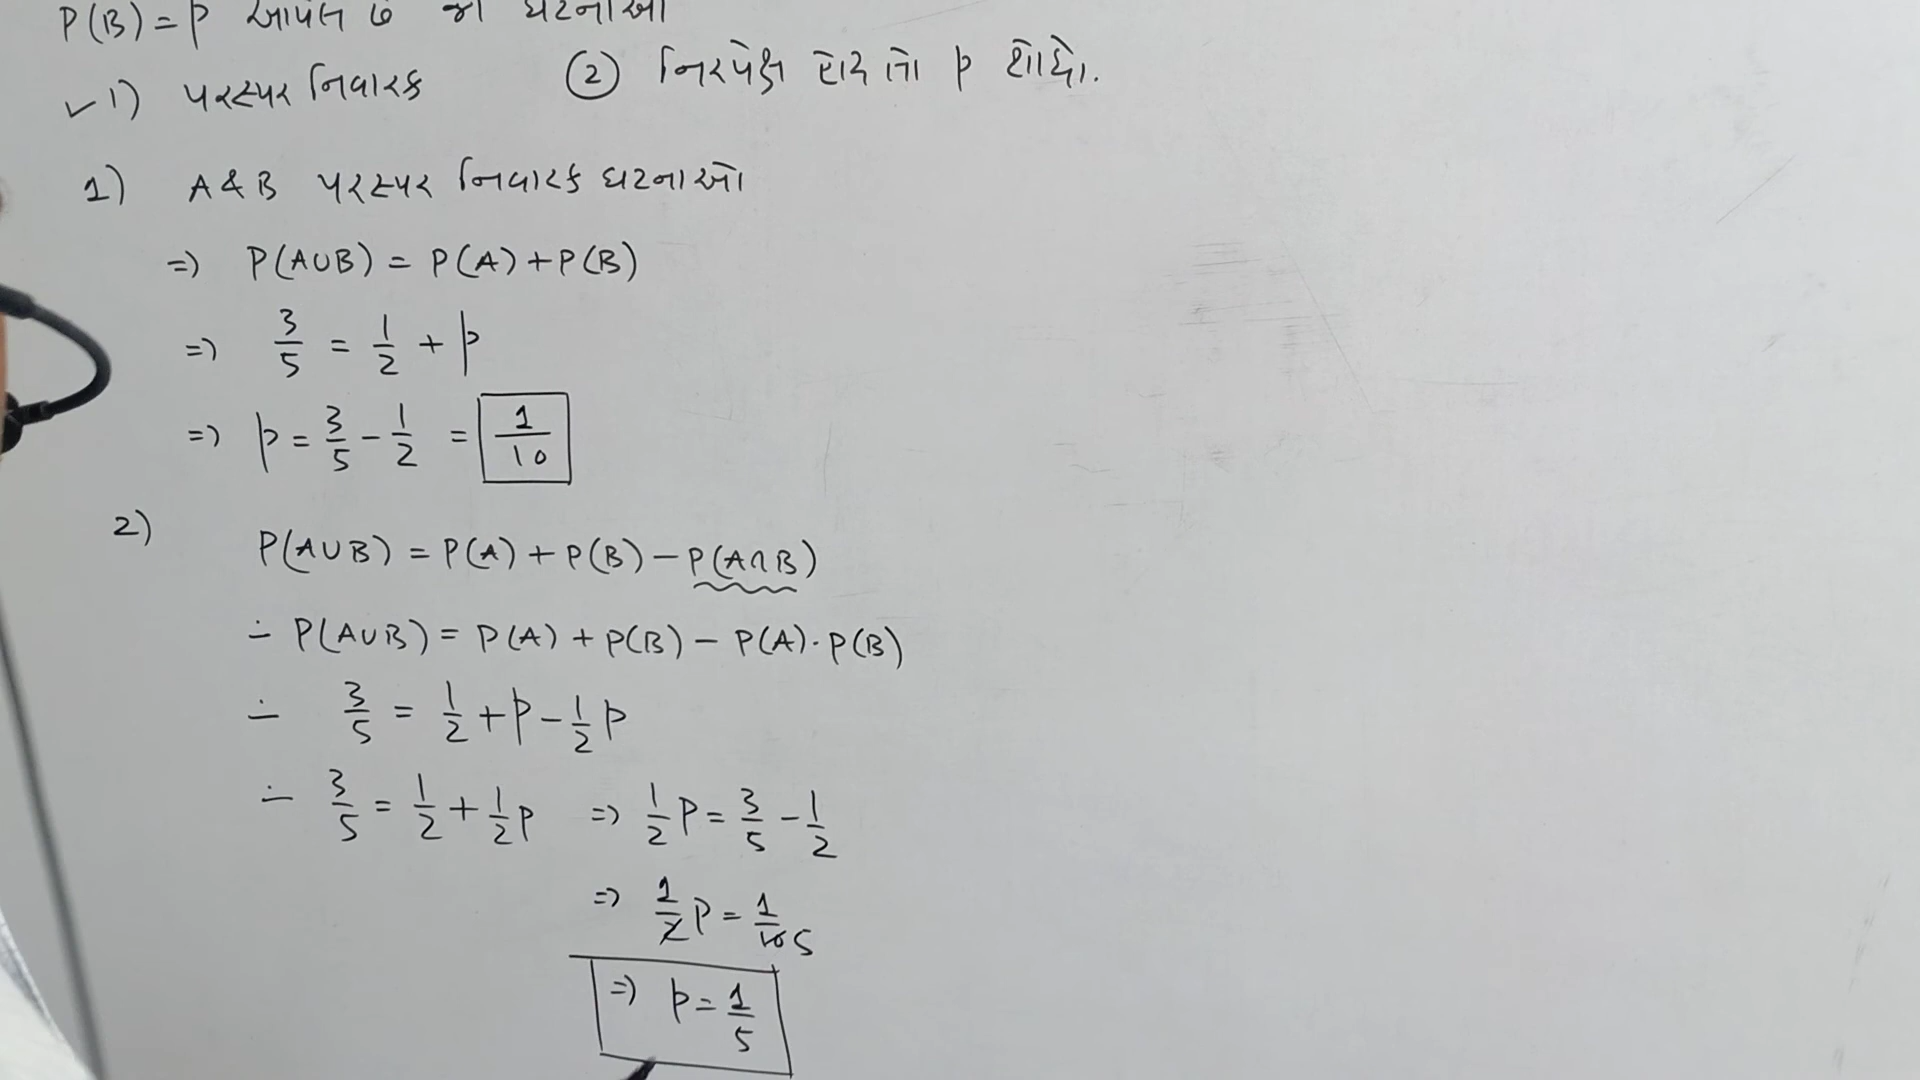 P(B) = p આપેલ છે જો ઘટનાઓ
✓1) પરસ્પર નિવારક ② નિરપેક્ષ હોય તો p શોધો.
1) A & B પરસ્પર નિવારક ઘટનાઓ
⇒ P(A∪B) = P(A) + P(B)
⇒ 3/5 = 1/2 + p
⇒ p = 3/5 - 1/2 = 1/10
2) P(A∪B) = P(A) + P(B) - P(A∩B)
∴ P(A∪B) = P(A) + P(B) - P(A)·P(B)
∴ 3/5 = 1/2 + p - 1/2 p
∴ 3/5 = 1/2 + 1/2 p ⇒ 1/2 p = 3/5 - 1/2
⇒ 1/2 p = 1/10 5
⇒ p = 1/5